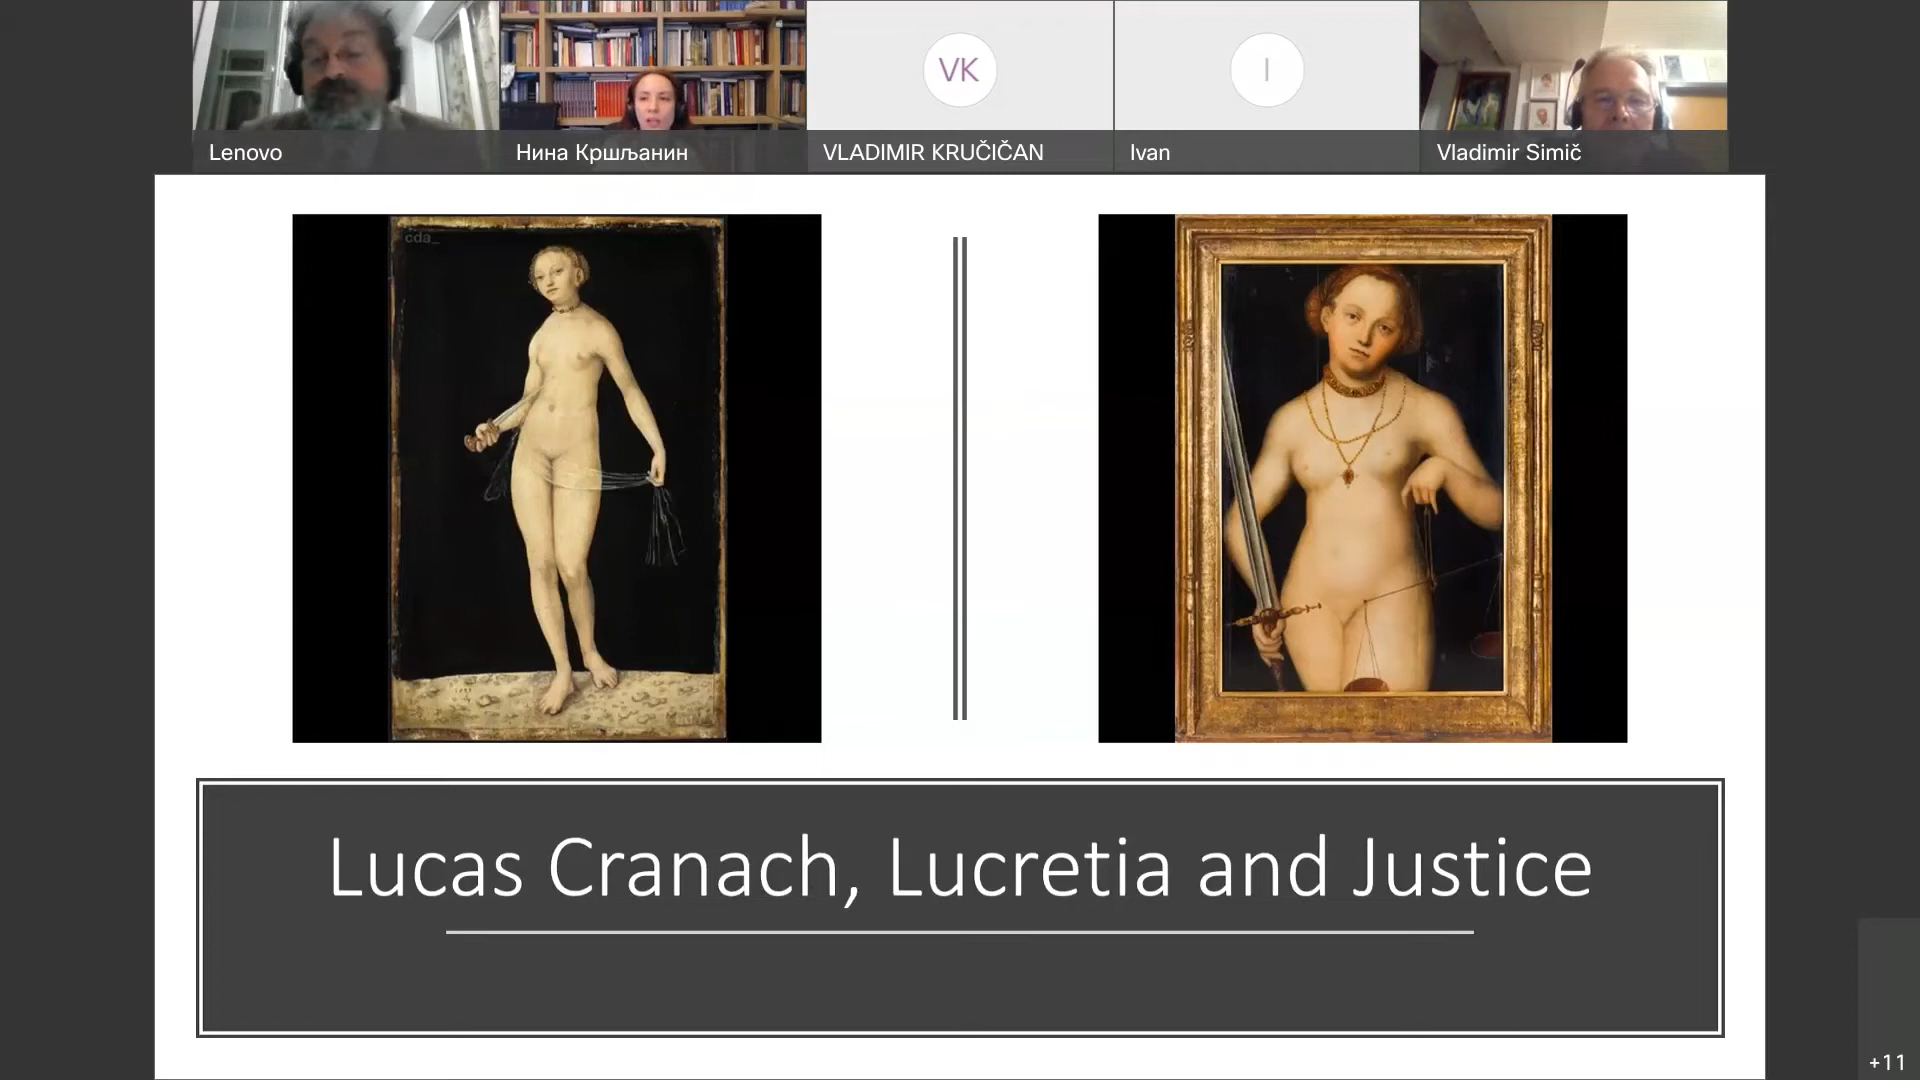 Lenovo
Нина Кршљанин
VK
VLADIMIR KRUČIČAN
I
Ivan
Vladimir Simič
cda_
Lucas Cranach, Lucretia and Justice
+11